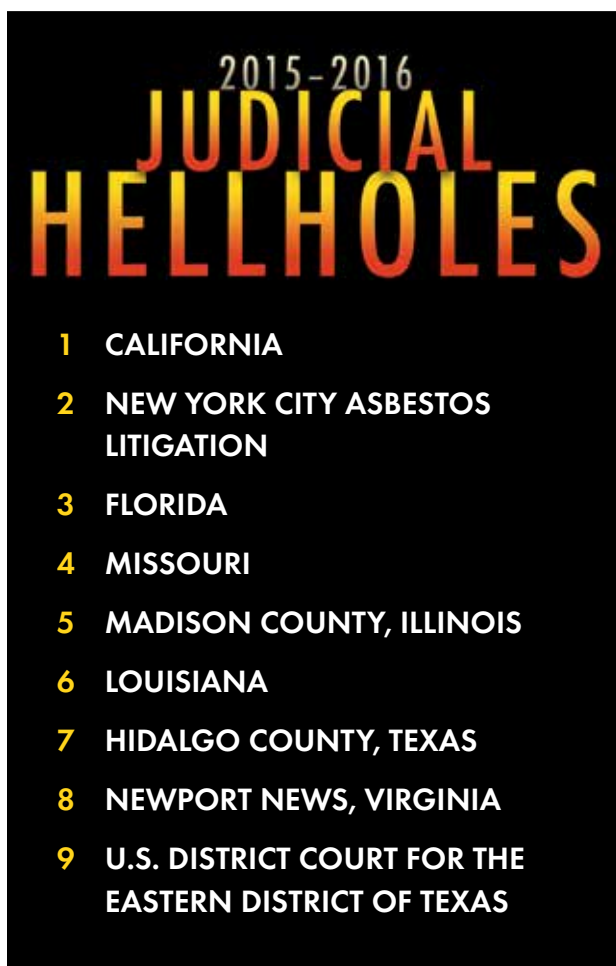 2015–2016
JUDICIAL
HELLHOLES
1 CALIFORNIA
2 NEW YORK CITY ASBESTOS
LITIGATION
3 FLORIDA
4 MISSOURI
5 MADISON COUNTY, ILLINOIS
6 LOUISIANA
7 HIDALGO COUNTY, TEXAS
8 NEWPORT NEWS, VIRGINIA
9 U.S. DISTRICT COURT FOR THE
EASTERN DISTRICT OF TEXAS